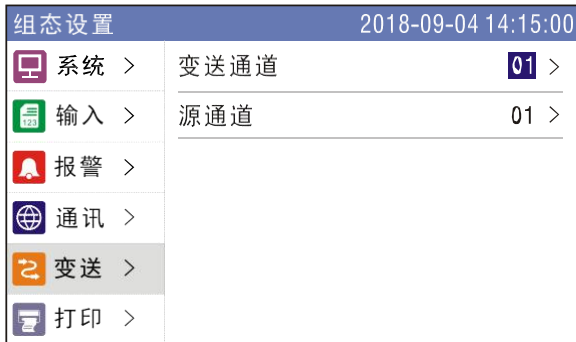 组态设置 2018-09-04 14:15:00
系统 >
变送通道 01 >
123 输入 >
源通道 01 >
报警 >
通讯 >
变送 >
打印 >